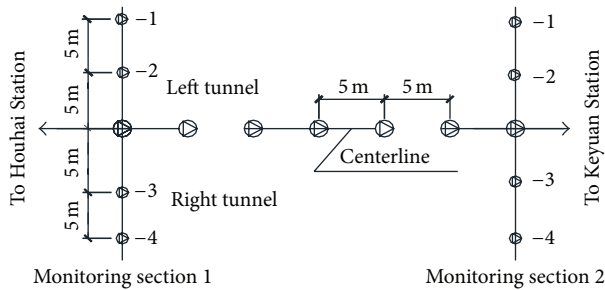 −1
−1
5 m
−2
−2
5 m
Left tunnel
5 m
5 m
To Houhai Station
To Keyuan Station
Centerline
5 m
−3
−3
Right tunnel
5 m
−4
−4
Monitoring section 1
Monitoring section 2